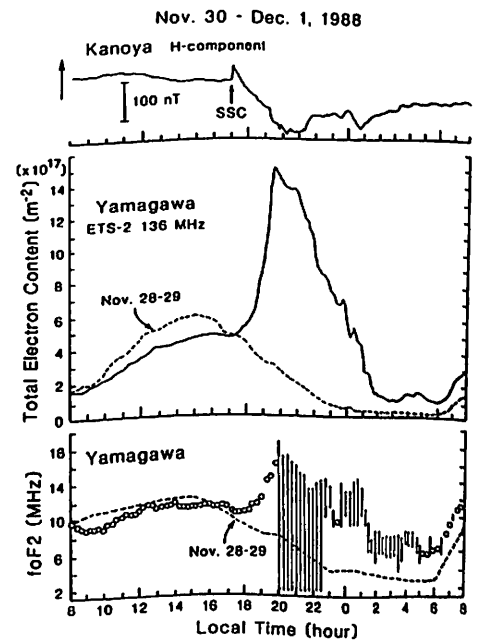 Nov. 30 - Dec. 1, 1988
Kanoya H-component
100 nT
SSC
(x10¹⁷)
Total Electron Content (m⁻²)
14
12
10
8
6
4
2
0
Yamagawa
ETS-2 136 MHz
Nov. 28-29
foF2 (MHz)
18
14
10
6
2
Yamagawa
Nov. 28-29
8 10 12 14 16 18 20 22 0 2 4 6 8
Local Time (hour)